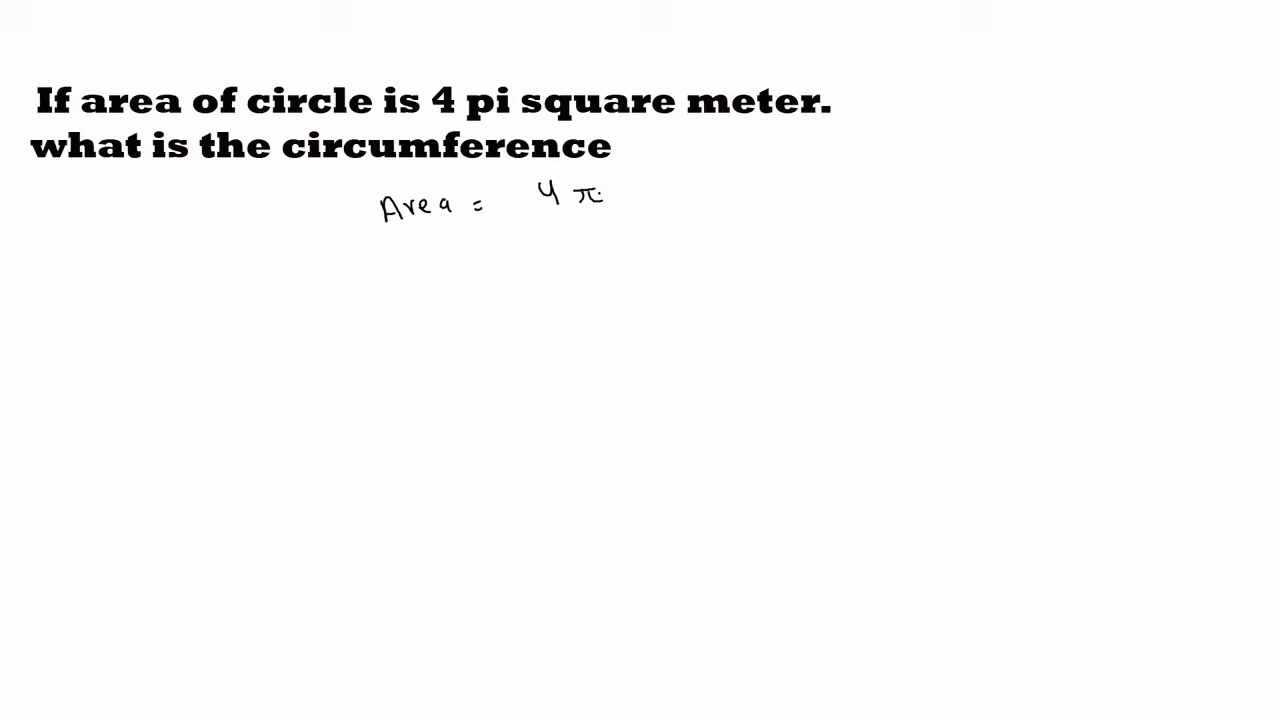 If area of circle is 4 pi square meter.
what is the circumference
Area = 4 π